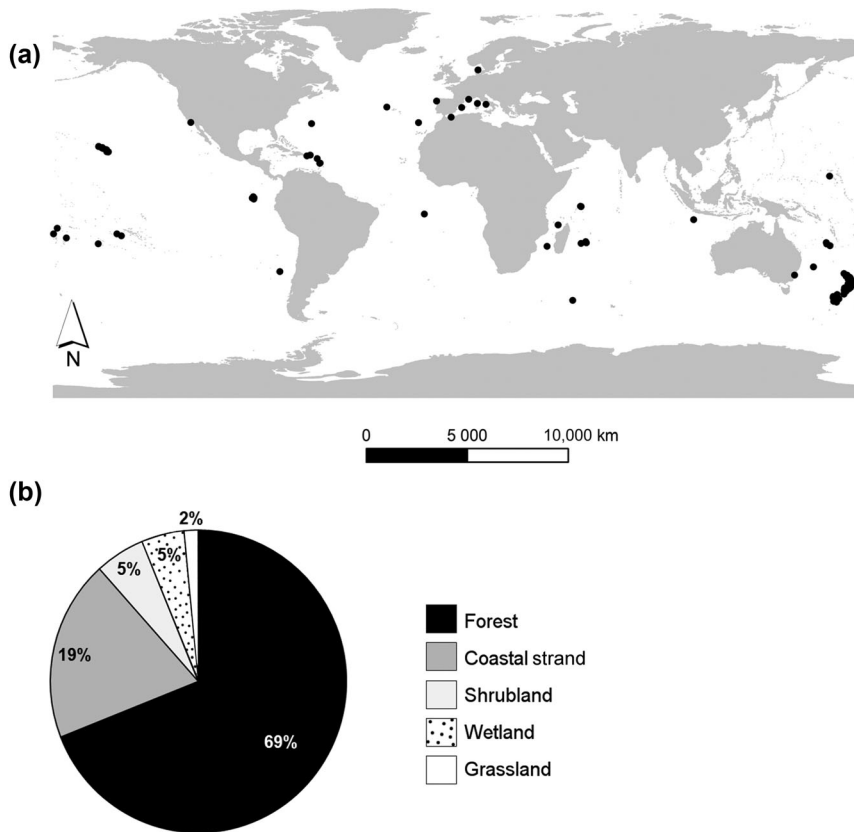 (a)
N
0 5 000 10,000 km
(b)
2%
5% 5%
19%
69%
Forest
Coastal strand
Shrubland
Wetland
Grassland